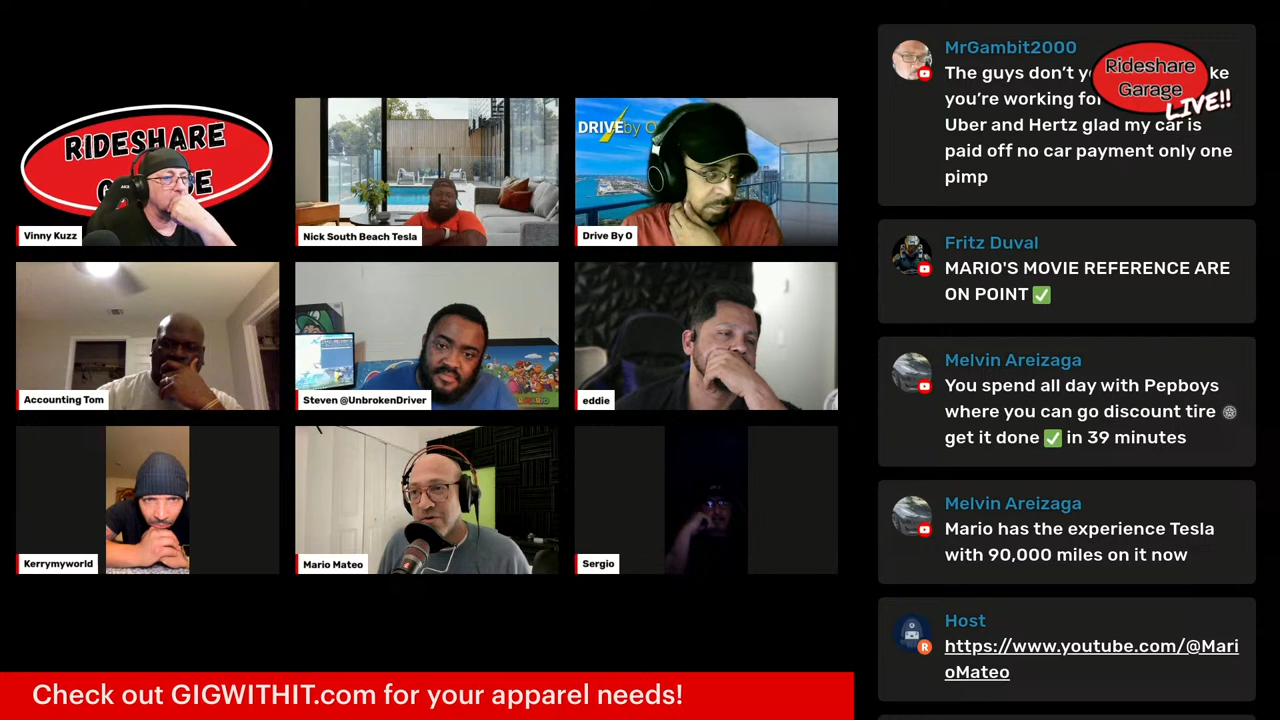 RIDESHARE
Vinny Kuzz
Nick South Beach Tesla
DRIVEby O
Drive By O
Accounting Tom
Steven @UnbrokenDriver
eddie
Kerrymyworld
Mario Mateo
Sergio
Check out GIGWITHIT.com for your apparel needs!
MrGambit2000
The guys don’t
you’re working for
Uber and Hertz glad my car is
paid off no car payment only one
pimp
Rideshare
Garage
LIVE!!
Fritz Duval
MARIO'S MOVIE REFERENCE ARE
ON POINT ✅
Melvin Areizaga
You spend all day with Pepboys
where you can go discount tire 🛞
get it done ✅ in 39 minutes
Melvin Areizaga
Mario has the experience Tesla
with 90,000 miles on it now
Host
https://www.youtube.com/@Mari
oMateo